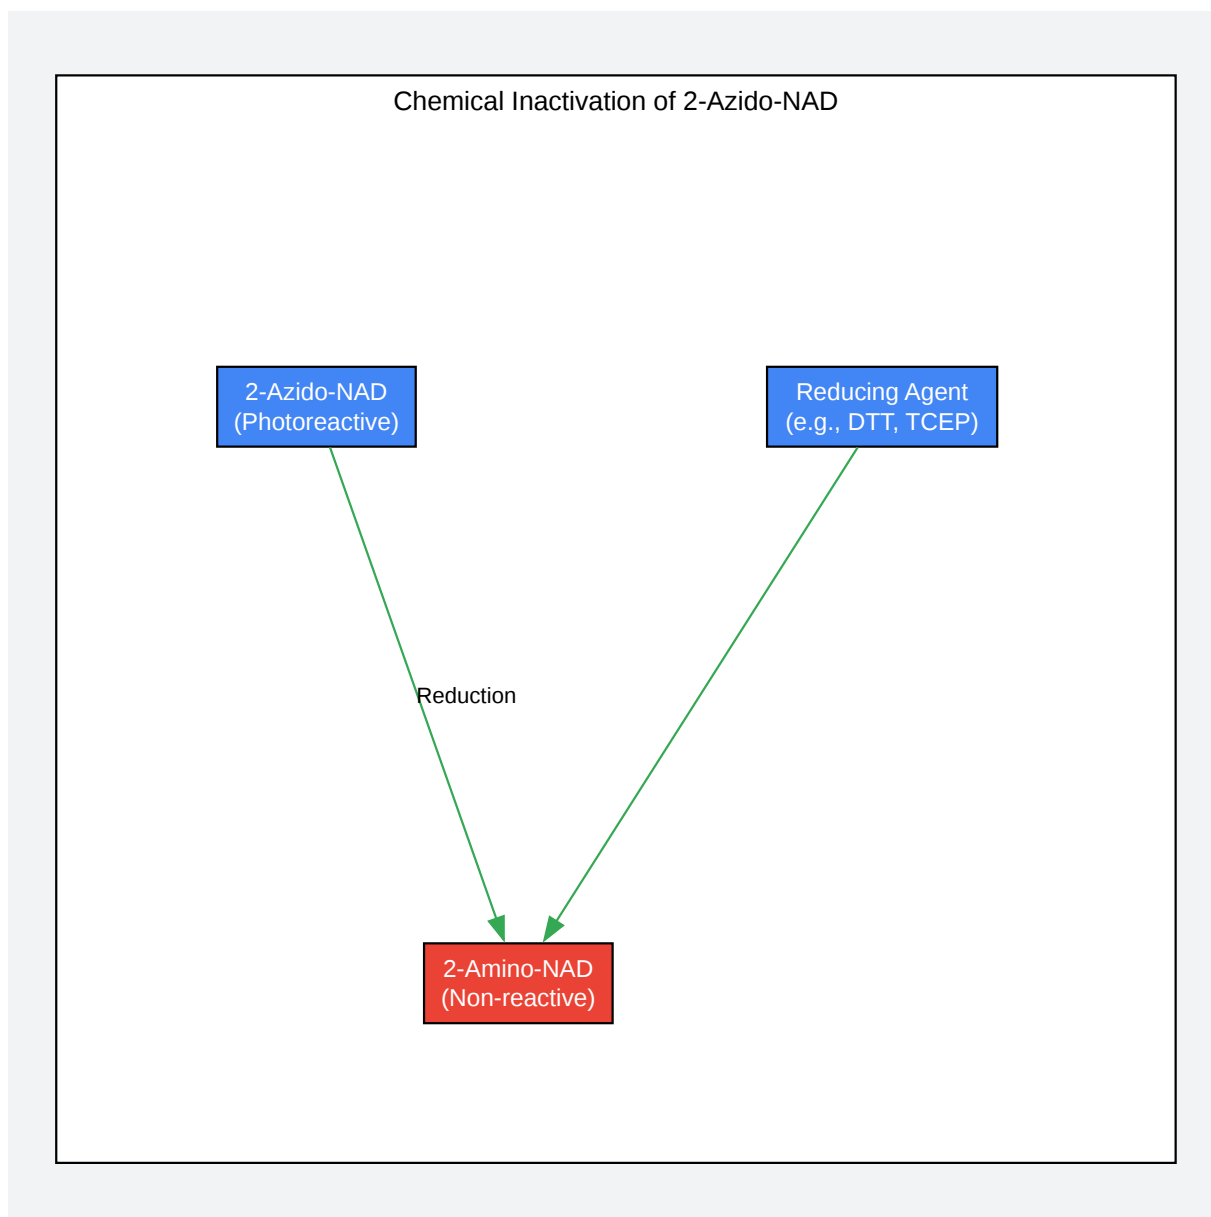 Chemical Inactivation of 2-Azido-NAD
2-Azido-NAD
(Photoreactive)
Reducing Agent
(e.g., DTT, TCEP)
Reduction
2-Amino-NAD
(Non-reactive)